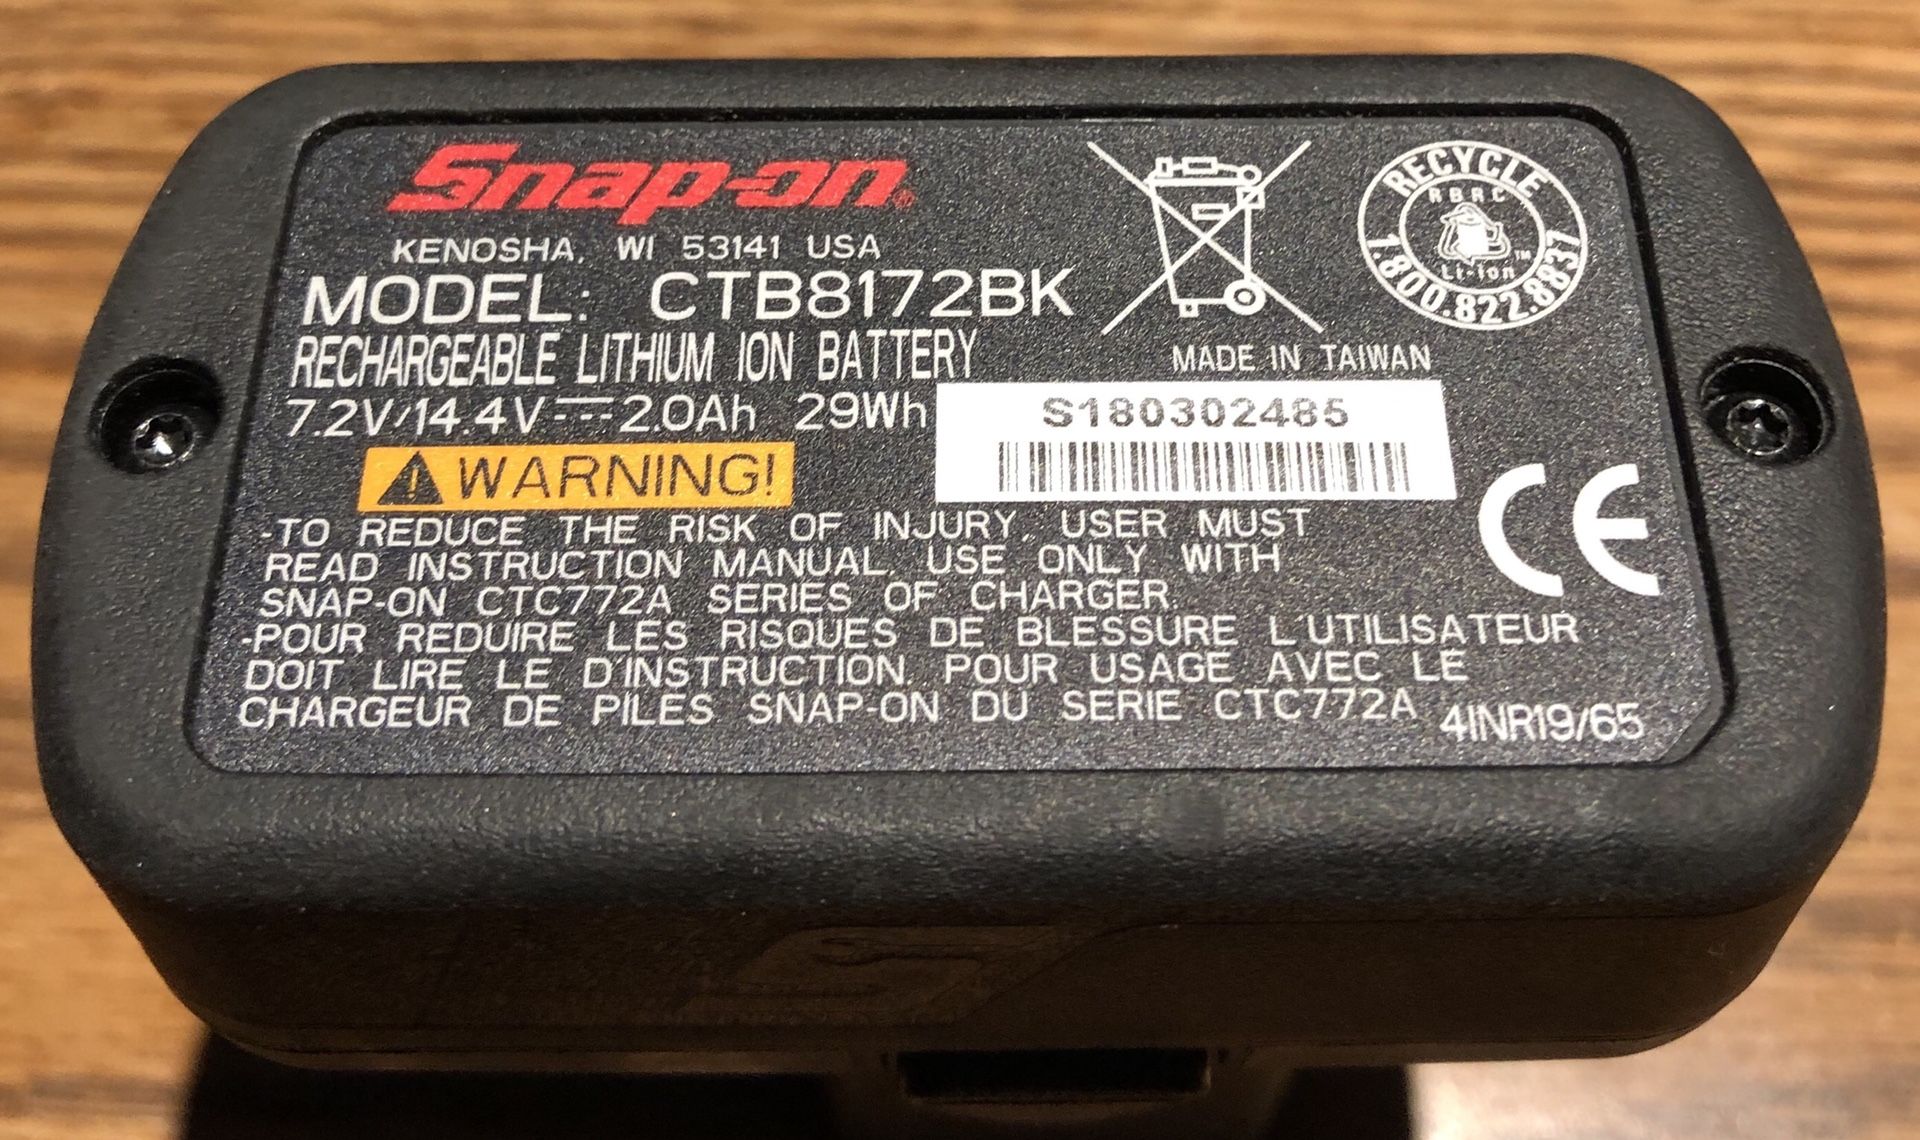 Snap-on®
KENOSHA, WI 53141 USA
MODEL: CTB8172BK
RECHARGEABLE LITHIUM ION BATTERY
7.2V/14.4V 2.0Ah 29Wh
RECYCLE
RBRC
Li-Ion
TM
1.800.822.8837
MADE IN TAIWAN
S180302485
WARNING!
-TO REDUCE THE RISK OF INJURY, USER MUST
READ INSTRUCTION MANUAL. USE ONLY WITH
SNAP-ON CTC772A SERIES OF CHARGER.
-POUR REDUIRE LES RISQUES DE BLESSURE L'UTILISATEUR
DOIT LIRE LE D'INSTRUCTION. POUR USAGE AVEC LE
CHARGEUR DE PILES SNAP-ON DU SERIE CTC772A
CE
4INR19/65